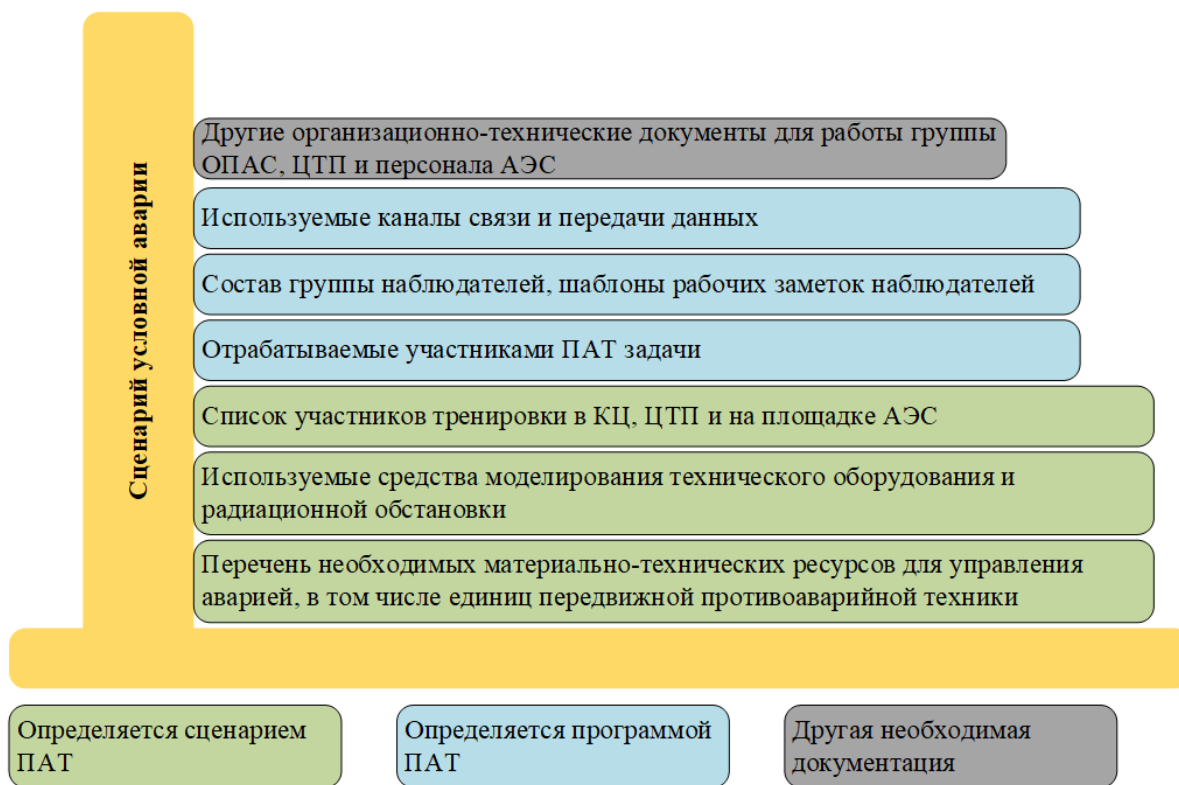 Сценарий условной аварии
Другие организационно-технические документы для работы группы
ОПАС, ЦТП и персонала АЭС
Используемые каналы связи и передачи данных
Состав группы наблюдателей, шаблоны рабочих заметок наблюдателей
Отрабатываемые участниками ПАТ задачи
Список участников тренировки в КЦ, ЦТП и на площадке АЭС
Используемые средства моделирования технического оборудования и
радиационной обстановки
Перечень необходимых материально-технических ресурсов для управления
аварией, в том числе единиц передвижной противоаварийной техники
Определяется сценарием
ПАТ
Определяется программой
ПАТ
Другая необходимая
документация